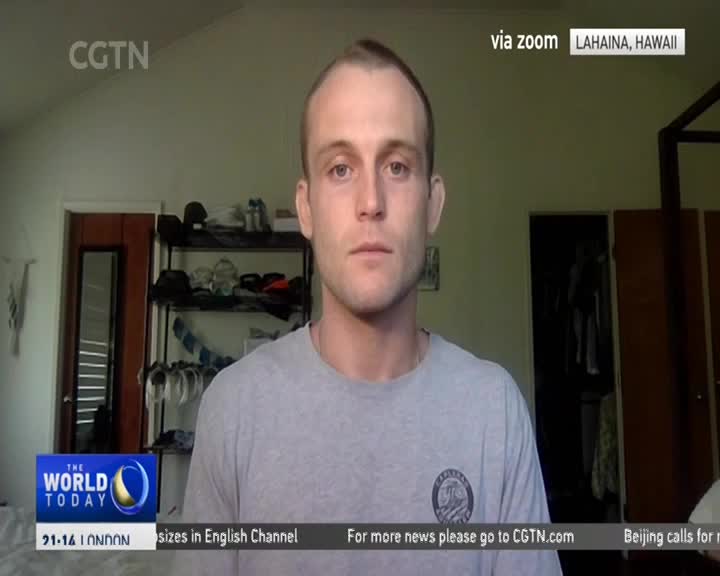 CGTN
via zoom
LAHAINA, HAWAII
THE
WORLD
TODAY
21:14 LONDON
sizes in English Channel For more news please go to CGTN.com Beijing calls for